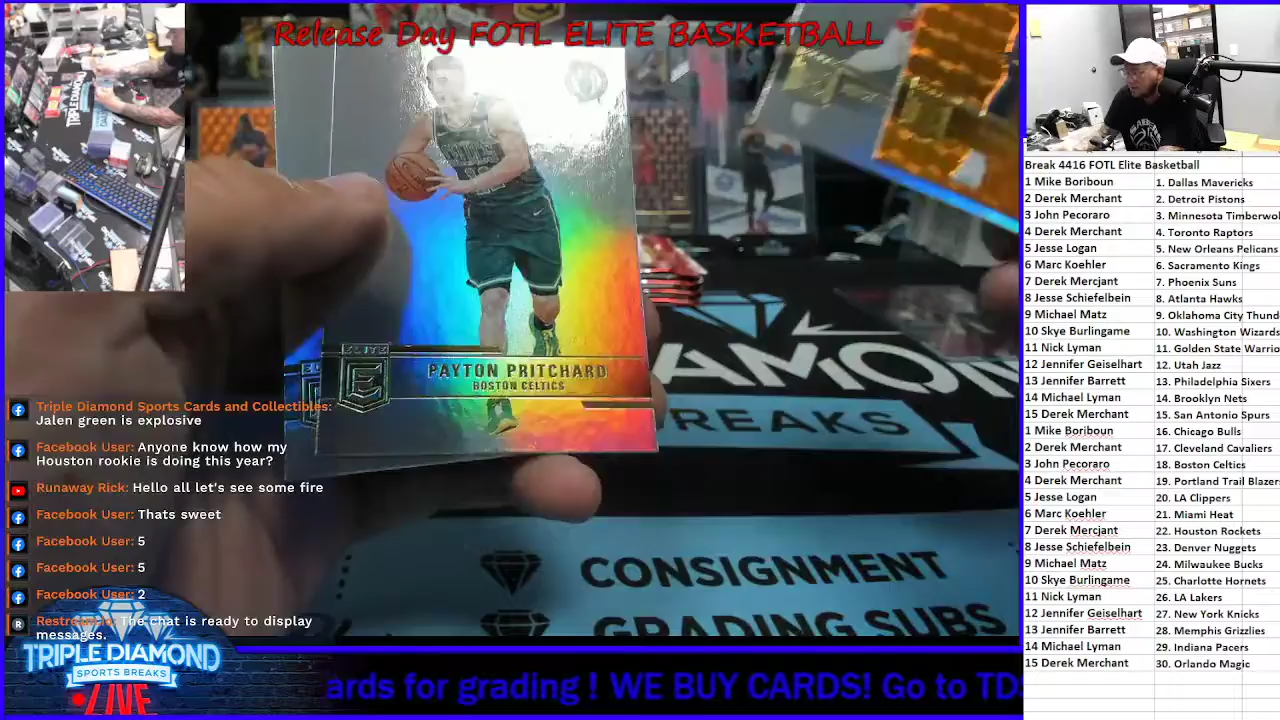 Release Day FOTL ELITE BASKETBALL
ELITE
E
PAYTON PRITCHARD
BOSTON CELTICS
AMON
REAKS
CONSIGNMENT
GRADING SUBS
Triple Diamond Sports Cards and Collectibles:
Jalen green is explosive
Facebook User: Anyone know how my
Houston rookie is doing this year?
Runaway Rick: Hello all let's see some fire
Facebook User: Thats sweet
Facebook User: 5
Facebook User: 5
Facebook User: 2
Restream.io: The chat is ready to display
messages.
TRIPLE DIAMOND
SPORTS BREAKS
LIVE
ards for grading ! WE BUY CARDS! Go to TD
Break 4416 FOTL Elite Basketball
1 Mike Boriboun 1. Dallas Mavericks
2 Derek Merchant 2. Detroit Pistons
3 John Pecoraro 3. Minnesota Timberwol
4 Derek Merchant 4. Toronto Raptors
5 Jesse Logan 5. New Orleans Pelicans
6 Marc Koehler 6. Sacramento Kings
7 Derek Mercjant 7. Phoenix Suns
8 Jesse Schiefelbein 8. Atlanta Hawks
9 Michael Matz 9. Oklahoma City Thund
10 Skye Burlingame 10. Washington Wizards
11 Nick Lyman 11. Golden State Warrio
12 Jennifer Geiselhart 12. Utah Jazz
13 Jennifer Barrett 13. Philadelphia Sixers
14 Michael Lyman 14. Brooklyn Nets
15 Derek Merchant 15. San Antonio Spurs
1 Mike Boriboun 16. Chicago Bulls
2 Derek Merchant 17. Cleveland Cavaliers
3 John Pecoraro 18. Boston Celtics
4 Derek Merchant 19. Portland Trail Blazer
5 Jesse Logan 20. LA Clippers
6 Marc Koehler 21. Miami Heat
7 Derek Mercjant 22. Houston Rockets
8 Jesse Schiefelbein 23. Denver Nuggets
9 Michael Matz 24. Milwaukee Bucks
10 Skye Burlingame 25. Charlotte Hornets
11 Nick Lyman 26. LA Lakers
12 Jennifer Geiselhart 27. New York Knicks
13 Jennifer Barrett 28. Memphis Grizzlies
14 Michael Lyman 29. Indiana Pacers
15 Derek Merchant 30. Orlando Magic